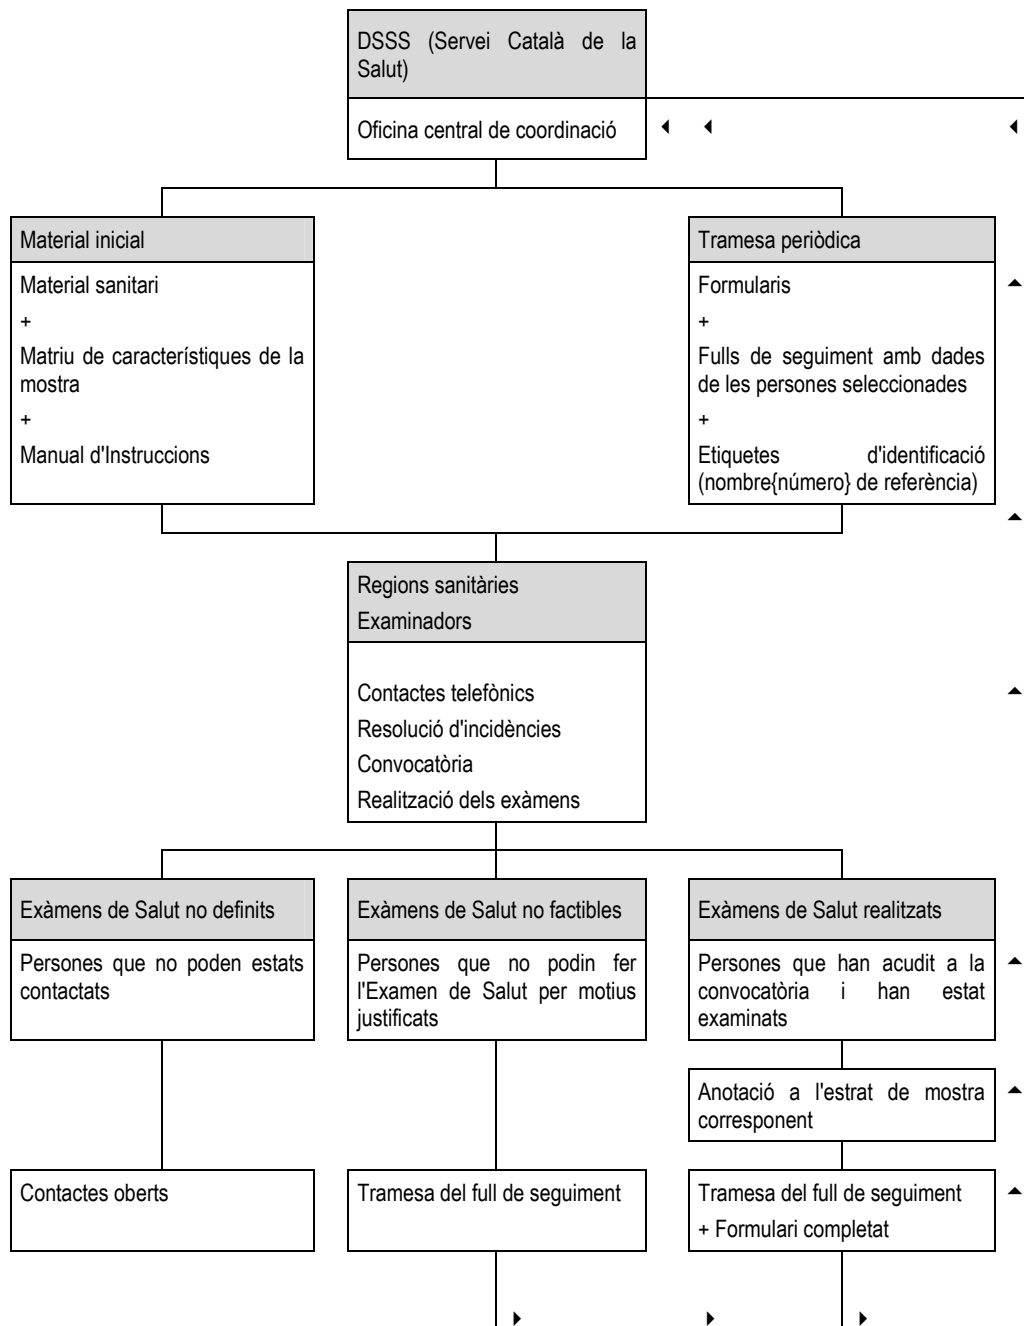 DSSS (Servei Català de la
Salut)
Oficina central de coordinació
Material inicial
Material sanitari
+
Matriu de característiques de la
mostra
+
Manual d'Instruccions
Tramesa periòdica
Formularis
+
Fulls de seguiment amb dades
de les persones seleccionades
+
Etiquetes d'identificació
(nombre{número} de referència)
Regions sanitàries
Examinadors
Contactes telefònics
Resolució d'incidències
Convocatòria
Realització dels exàmens
Exàmens de Salut no definits
Persones que no poden estats
contactats
Exàmens de Salut no factibles
Persones que no podin fer
l'Examen de Salut per motius
justificats
Exàmens de Salut realitzats
Persones que han acudit a la
convocatòria i han estat
examinats
Anotació a l'estrat de mostra
corresponent
Contactes oberts
Tramesa del full de seguiment
Tramesa del full de seguiment
+ Formulari completat